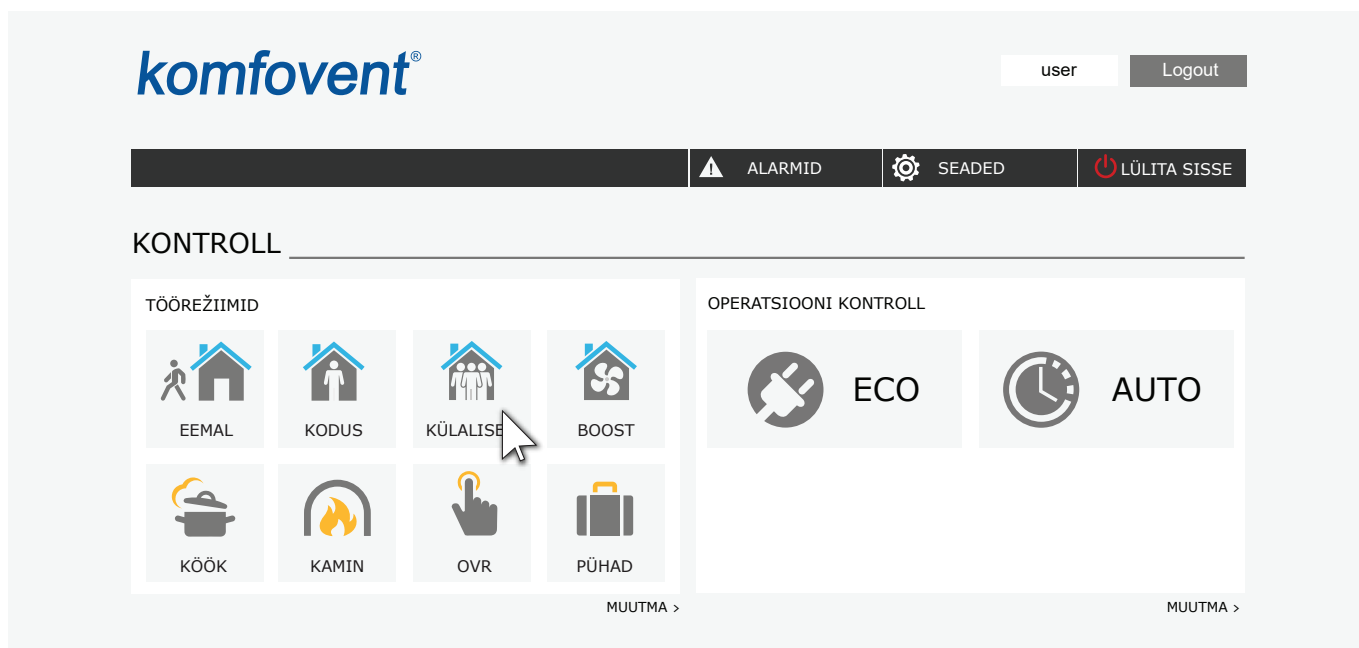 komfovent®
user Logout
ALARMID SEADED LÜLITA SISSE
KONTROLL
TÖÖREŽIIMID
EEMAL KODUS BOOST
KÖÖK KAMIN OVR PÜHAD
MUUTMA >
OPERATSIOONI KONTROLL
ECO AUTO
MUUTMA >